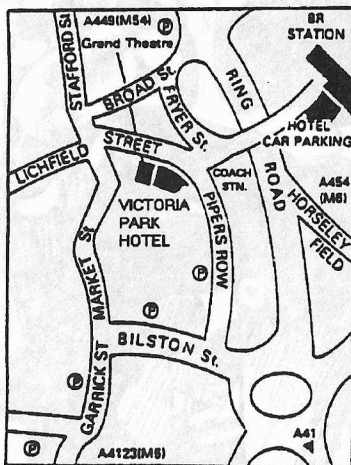 A449(M54)
Grand Theatre
STAFFORD St
BROAD St
FRYER St.
RING
ROAD
BR
STATION
HOTEL
CAR PARKING
LICHFIELD
STREET
COACH
STN.
A454
(M6)
HORSELEY
FIELD
VICTORIA
PARK
HOTEL
PIPERS ROW
MARKET St
BILSTON St.
GARRICK ST
A4123(M5)
A41
P
P
P
P
P